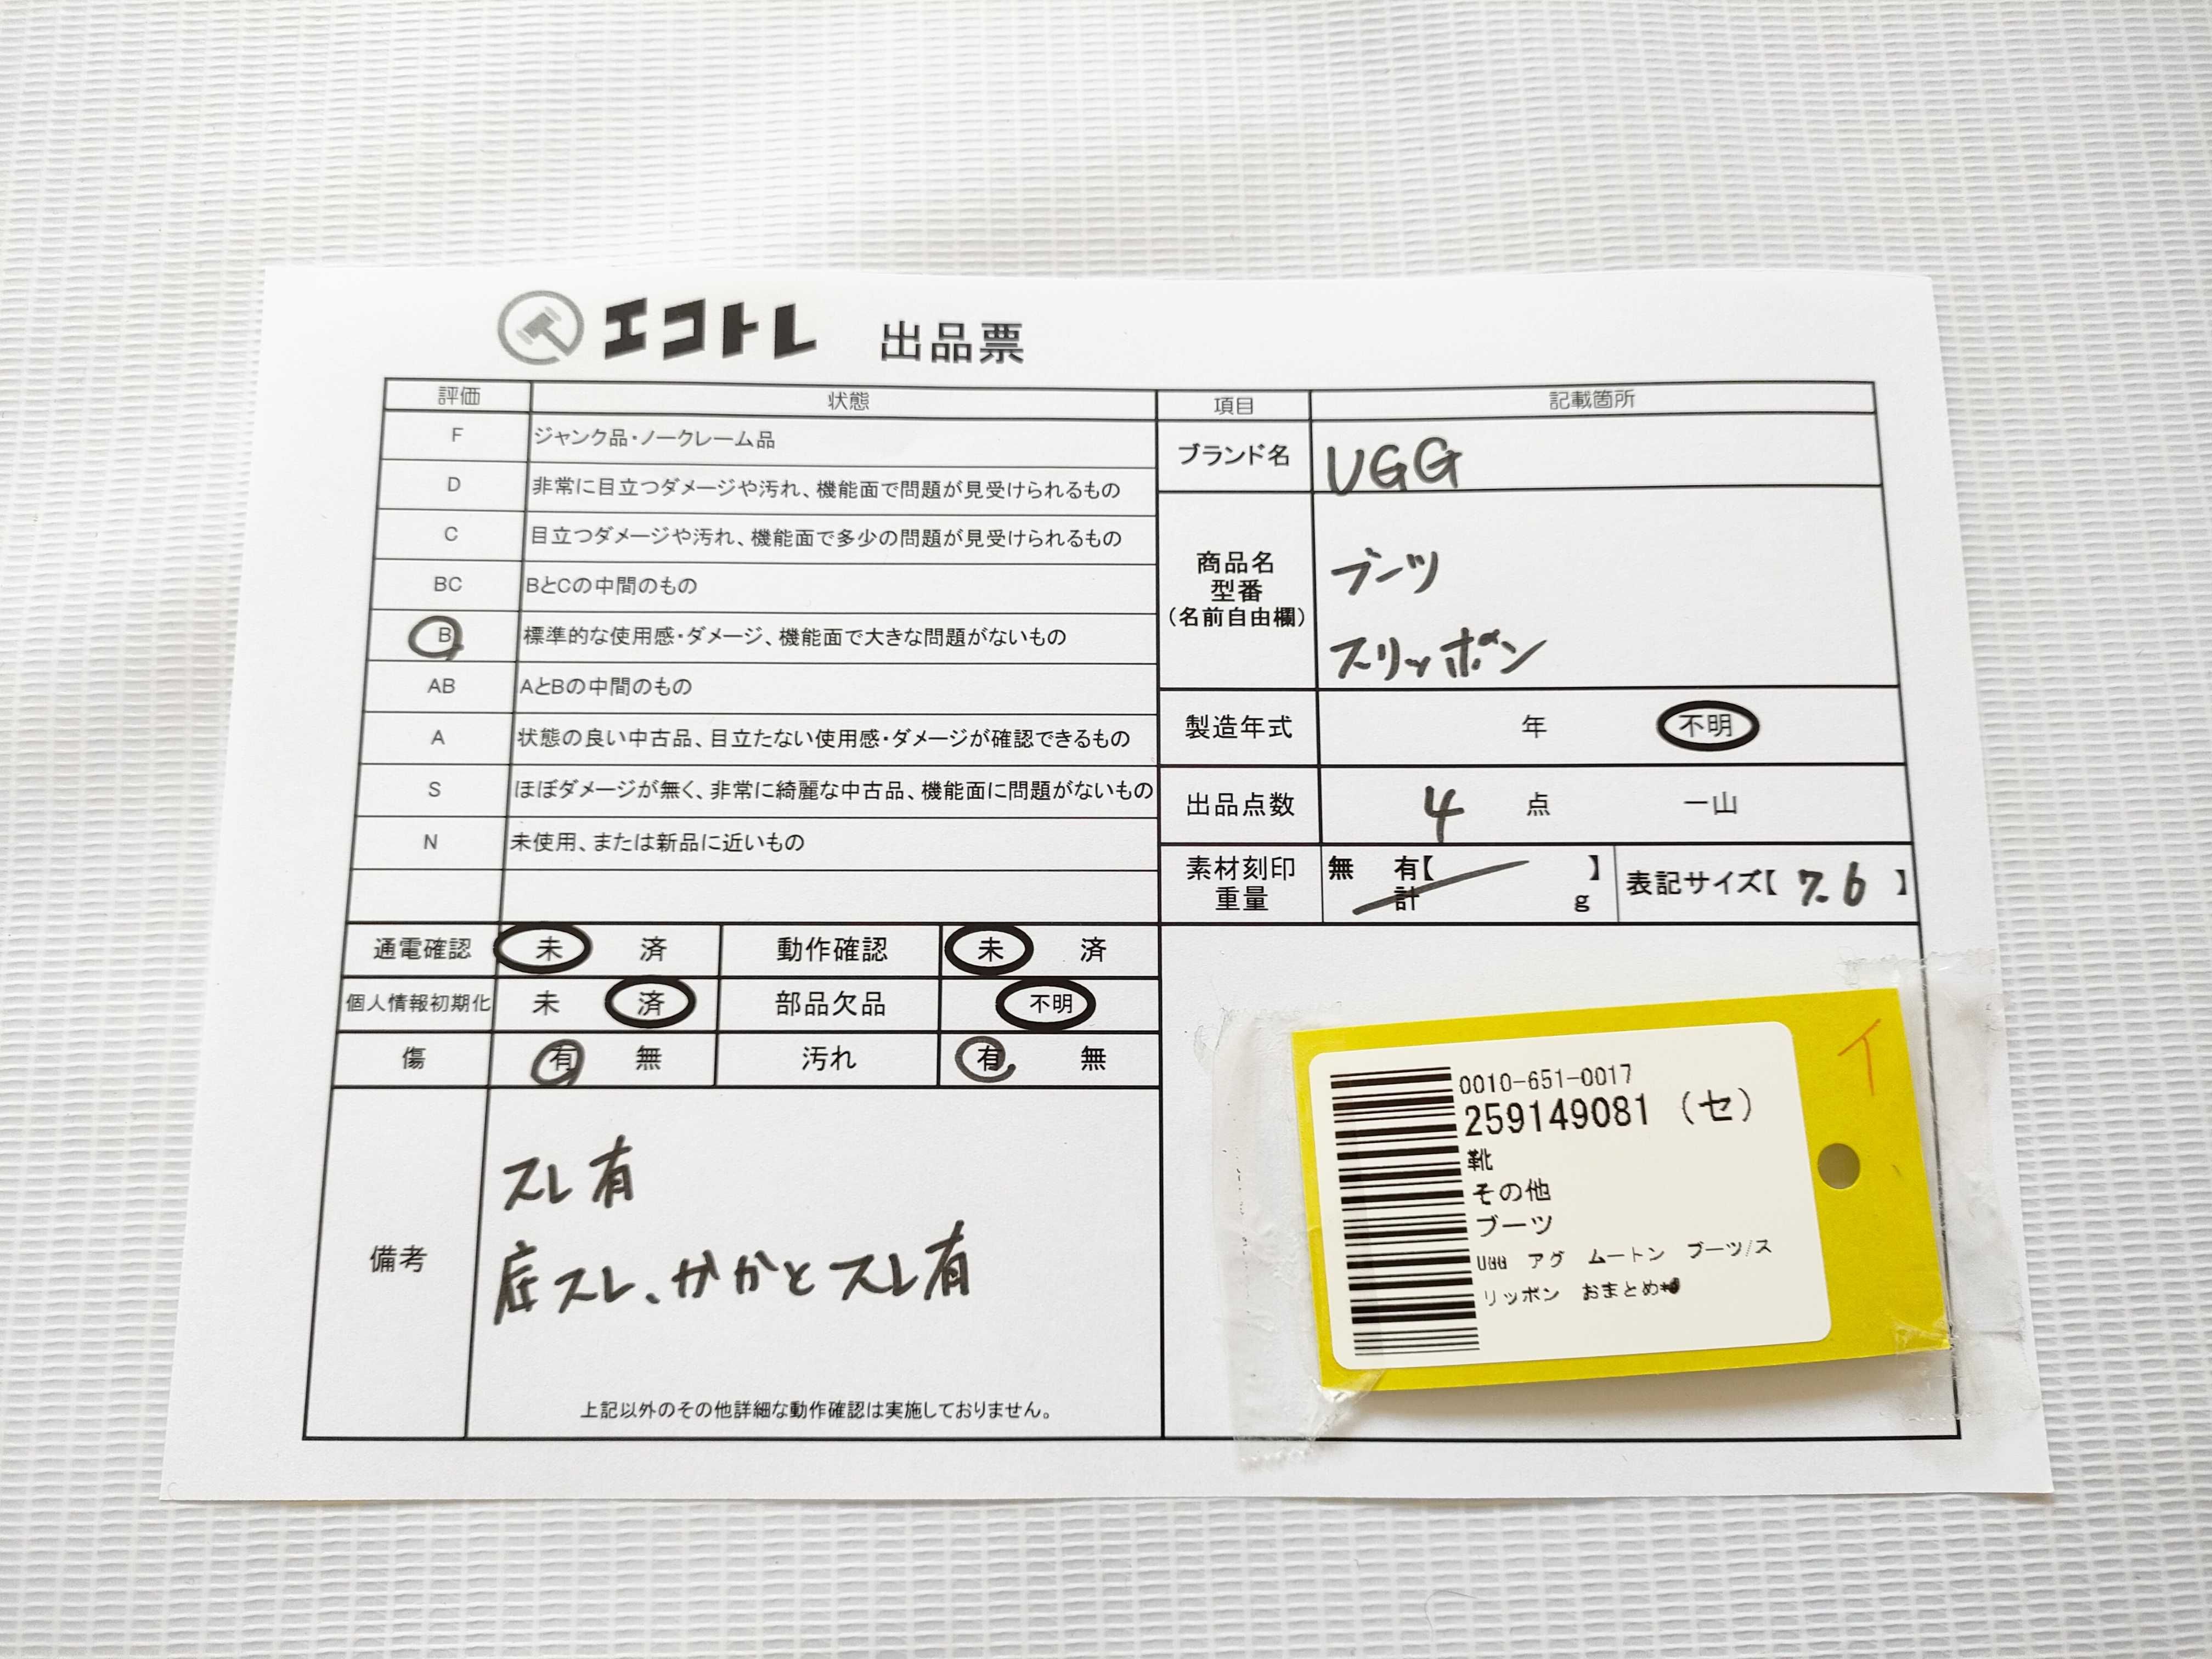 エコトレ 出品票
評価 状態 項目 記載箇所
F ジャンク品・ノークレーム品
D 非常に目立つダメージや汚れ、機能面で問題が見受けられるもの
C 目立つダメージや汚れ、機能面で多少の問題が見受けられるもの
BC BとCの中間のもの
B 標準的な使用感・ダメージ、機能面で大きな問題がないもの
AB AとBの中間のもの
A 状態の良い中古品、目立たない使用感・ダメージが確認できるもの
S ほぼダメージが無く、非常に綺麗な中古品、機能面に問題がないもの
N 未使用、または新品に近いもの
ブランド名 UGG
商品名
型番
(名前自由欄)
ブーツ
スリッポン
製造年式 年 不明
出品点数 4 点 一山
素材刻印 無 有【 】
重量 計 g
表記サイズ【 7.6 】
通電確認 未 済 動作確認 未 済
個人情報初期化 未 済 部品欠品 不明
傷 有 無 汚れ 有 無
備考
スレ有
底スレ、かかとスレ有
上記以外のその他詳細な動作確認は実施しておりません。
イ
0010-651-0017
259149081 (セ)
靴
その他
ブーツ
UGG アグ ムートン ブーツ/ス
リッポン おまとめ